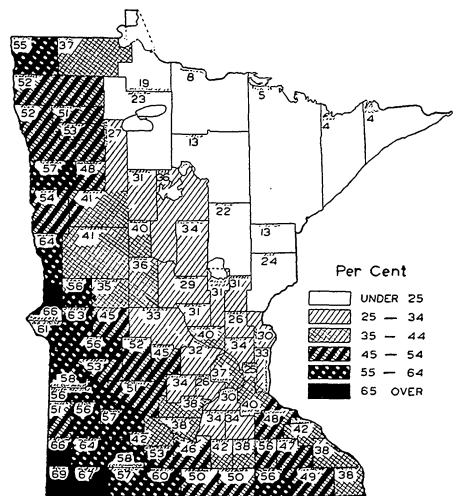 55 37
19 8
52 23 5
52 51 4 4
53 27
13
57 48 31 36
54 41
22
41 40 34 13
64
36 24
56 35 29 31 31
66 63 45 33 31 26
61
56 52 40 34 30
53 45 32 33
58 51 37 25
56 34 26
51 56 57 38 30 40
38 34 34 48
66 64 42 46 42 38 56 47 42
53 38
69 67 58 57 60 50 50 56 49 38
Per Cent
UNDER 25
25 — 34
35 — 44
45 — 54
55 — 64
65 OVER